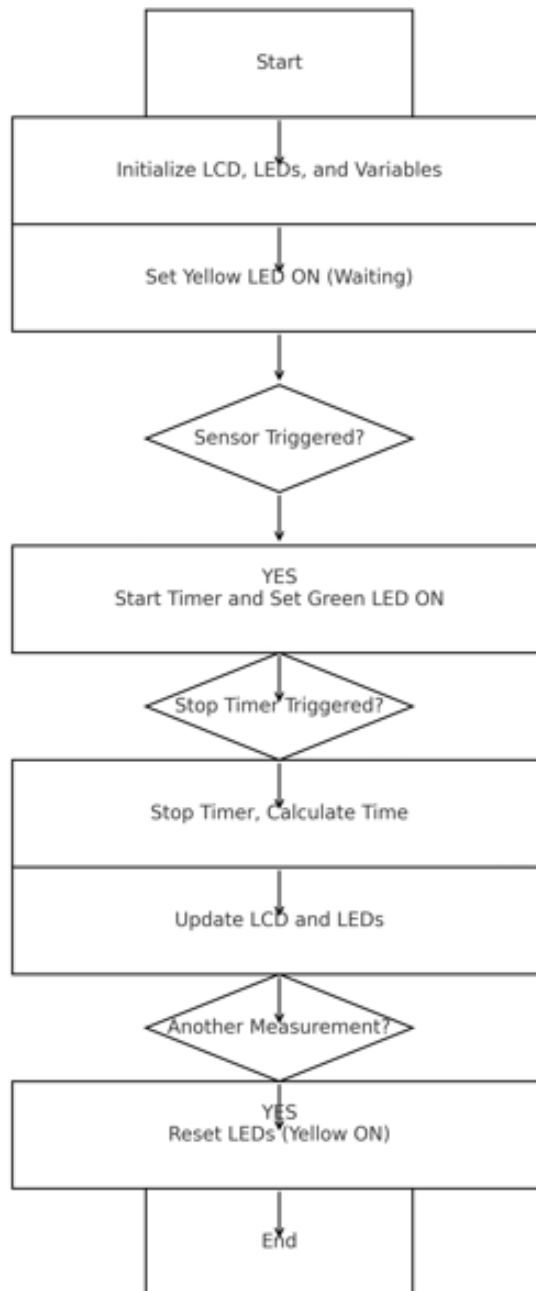 Start
Initialize LCD, LEDs, and Variables
Set Yellow LED ON (Waiting)
Sensor Triggered?
YES
Start Timer and Set Green LED ON
Stop Timer Triggered?
Stop Timer, Calculate Time
Update LCD and LEDs
Another Measurement?
YES
Reset LEDs (Yellow ON)
End